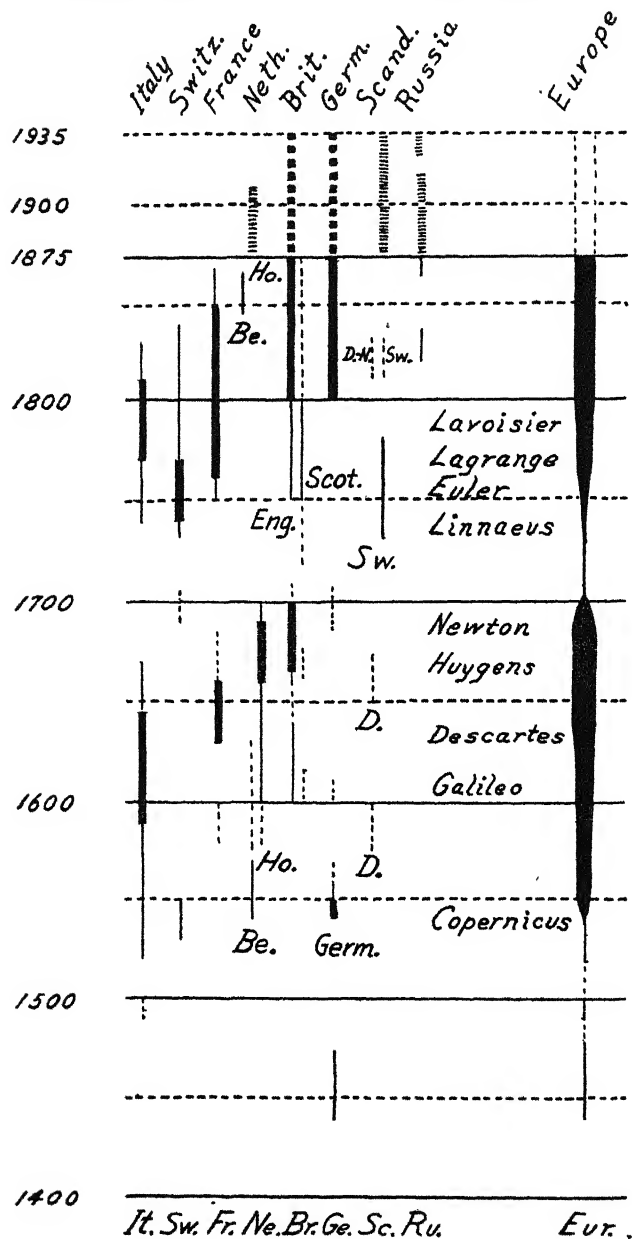 Italy Switz. France Neth. Brit. Germ. Scand. Russia Europe
1935
1900
1875
Ho.
Be. D.-N. Sw.
1800
Lavoisier
Lagrange
Scot. Euler
Eng. Linnaeus
Sw.
1700
Newton
Huygens
D. Descartes
Galileo
1600
Ho. D.
Copernicus
Be. Germ.
1500
1400
It. Sw. Fr. Ne. Br. Ge. Sc. Ru. Eur.